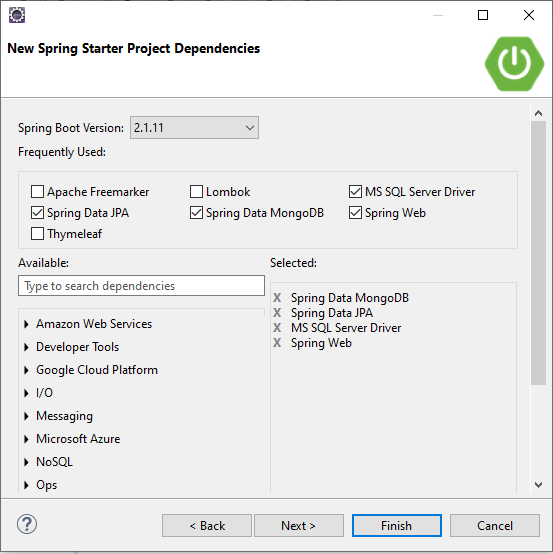 New Spring Starter Project Dependencies
Spring Boot Version: 2.1.11
Frequently Used:
Apache Freemarker Lombok MS SQL Server Driver
Spring Data JPA Spring Data MongoDB Spring Web
Thymeleaf
Available: Selected:
Type to search dependencies
X Spring Data MongoDB
X Spring Data JPA
X MS SQL Server Driver
X Spring Web
Amazon Web Services
Developer Tools
Google Cloud Platform
I/O
Messaging
Microsoft Azure
NoSQL
Ops
? < Back Next > Finish Cancel